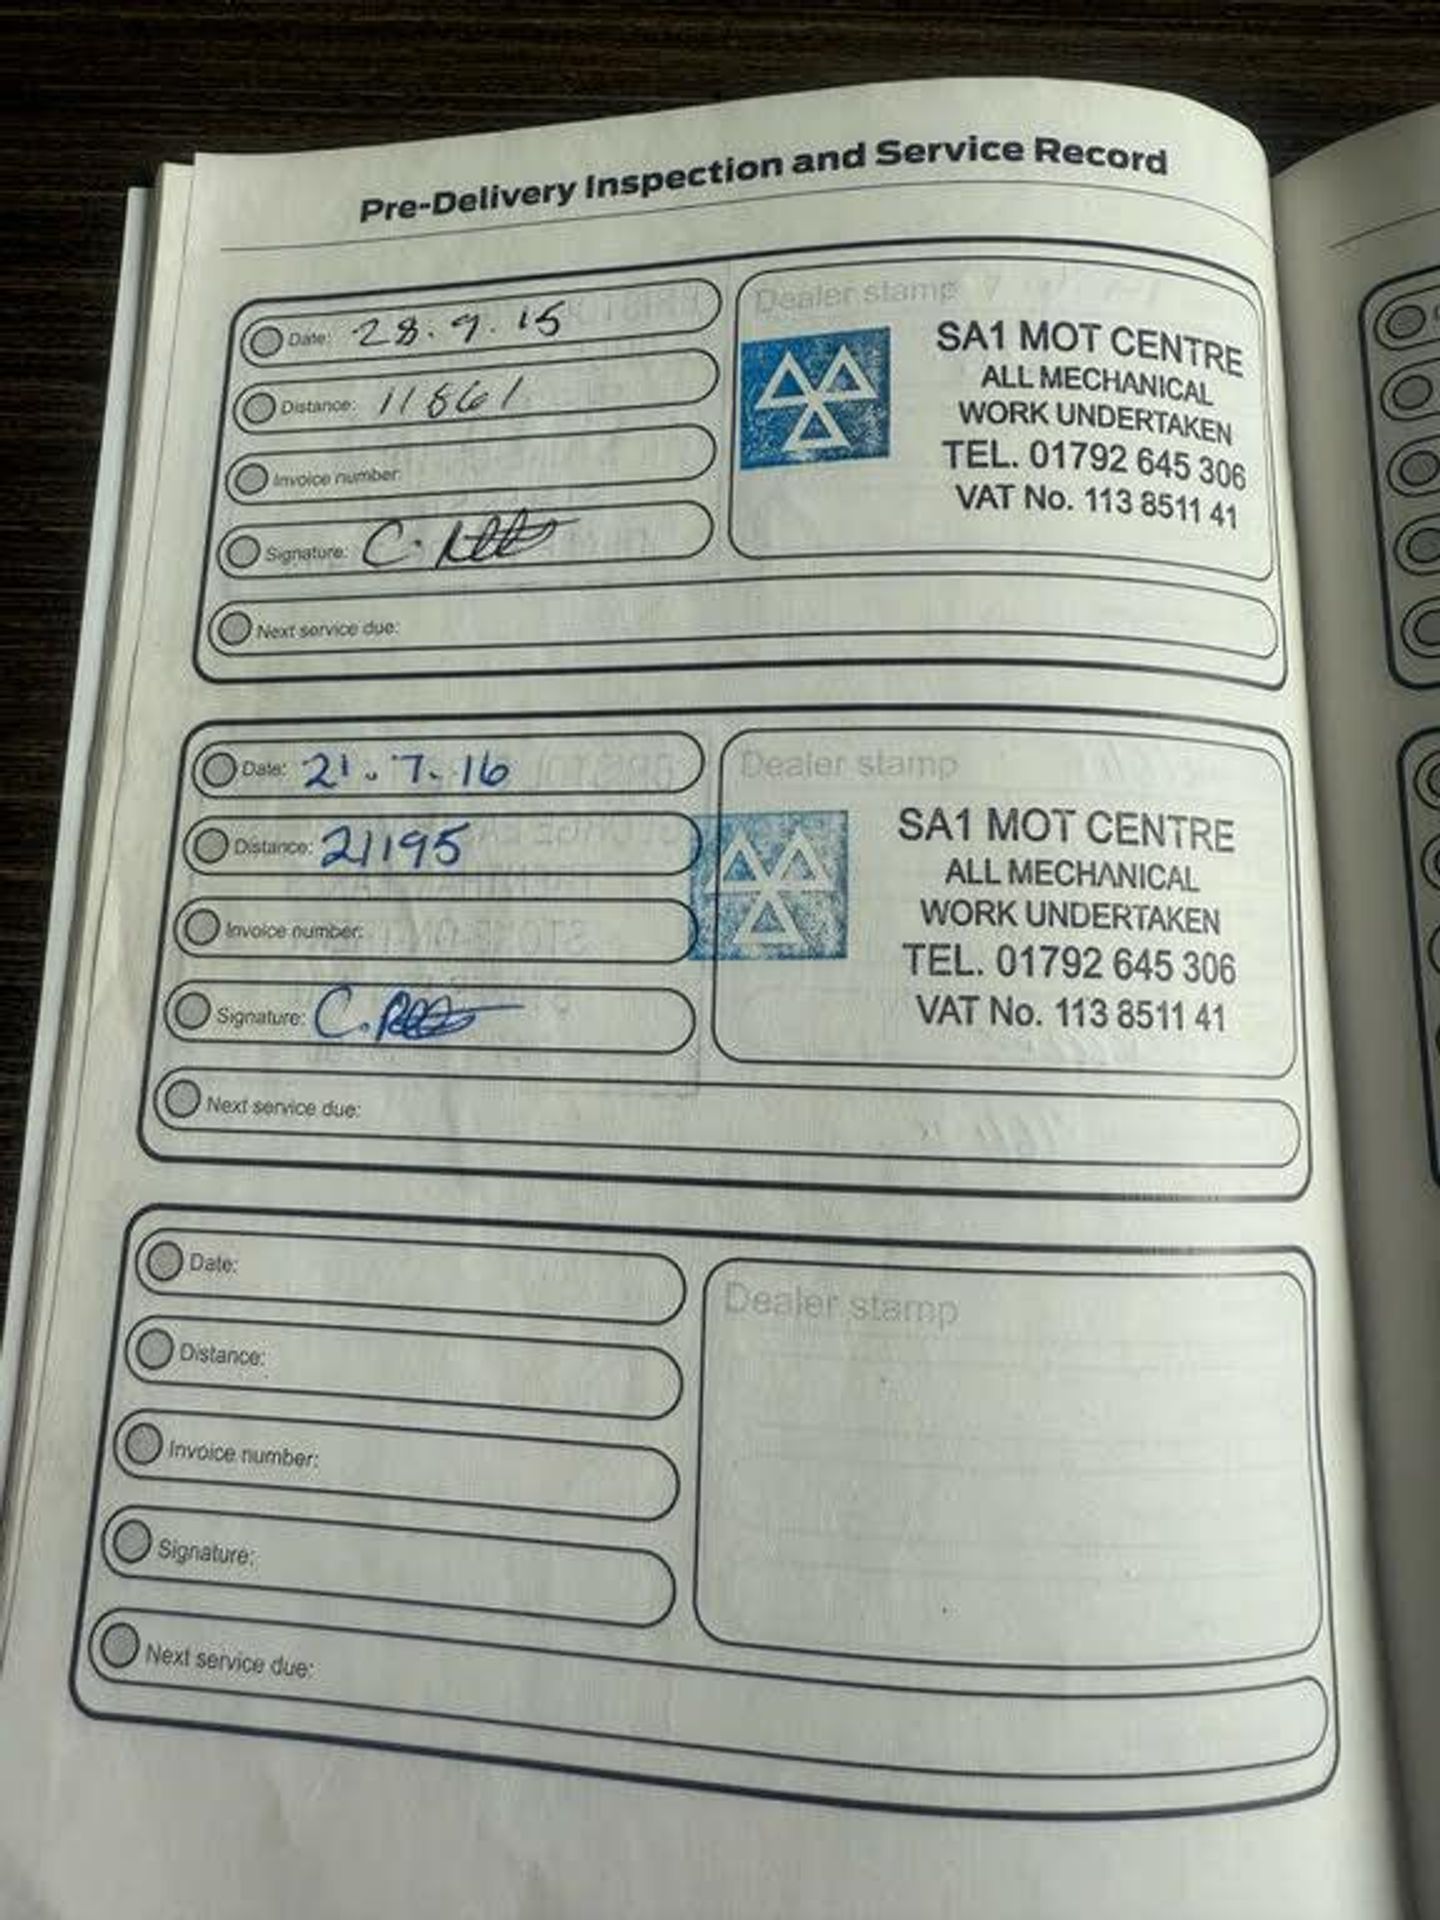 Pre-Delivery Inspection and Service Record
Date: 28.9.15
Distance: 11861
Invoice number:
Signature: C.
Next service due:
Dealer stamp
SA1 MOT CENTRE
ALL MECHANICAL
WORK UNDERTAKEN
TEL. 01792 645 306
VAT No. 113 8511 41
Date: 21.7.16
Distance: 21195
Invoice number:
Signature: C.
Next service due:
Dealer stamp
SA1 MOT CENTRE
ALL MECHANICAL
WORK UNDERTAKEN
TEL. 01792 645 306
VAT No. 113 8511 41
Date:
Distance:
Invoice number:
Signature:
Next service due:
Dealer stamp